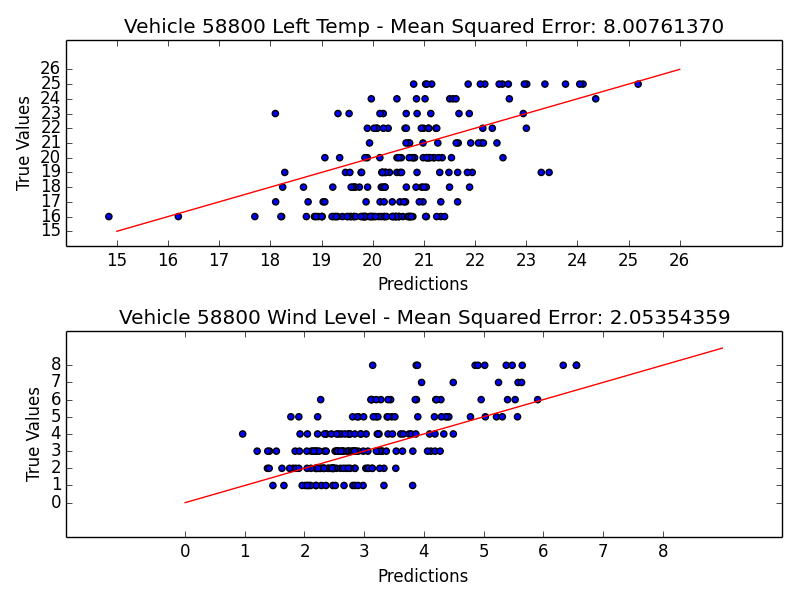 Vehicle 58800 Left Temp - Mean Squared Error: 8.00761370
26
25
24
23
22
21
20
19
18
17
16
15
True Values
15 16 17 18 19 20 21 22 23 24 25 26
Predictions
Vehicle 58800 Wind Level - Mean Squared Error: 2.05354359
8
7
6
5
4
3
2
1
0
True Values
0 1 2 3 4 5 6 7 8
Predictions